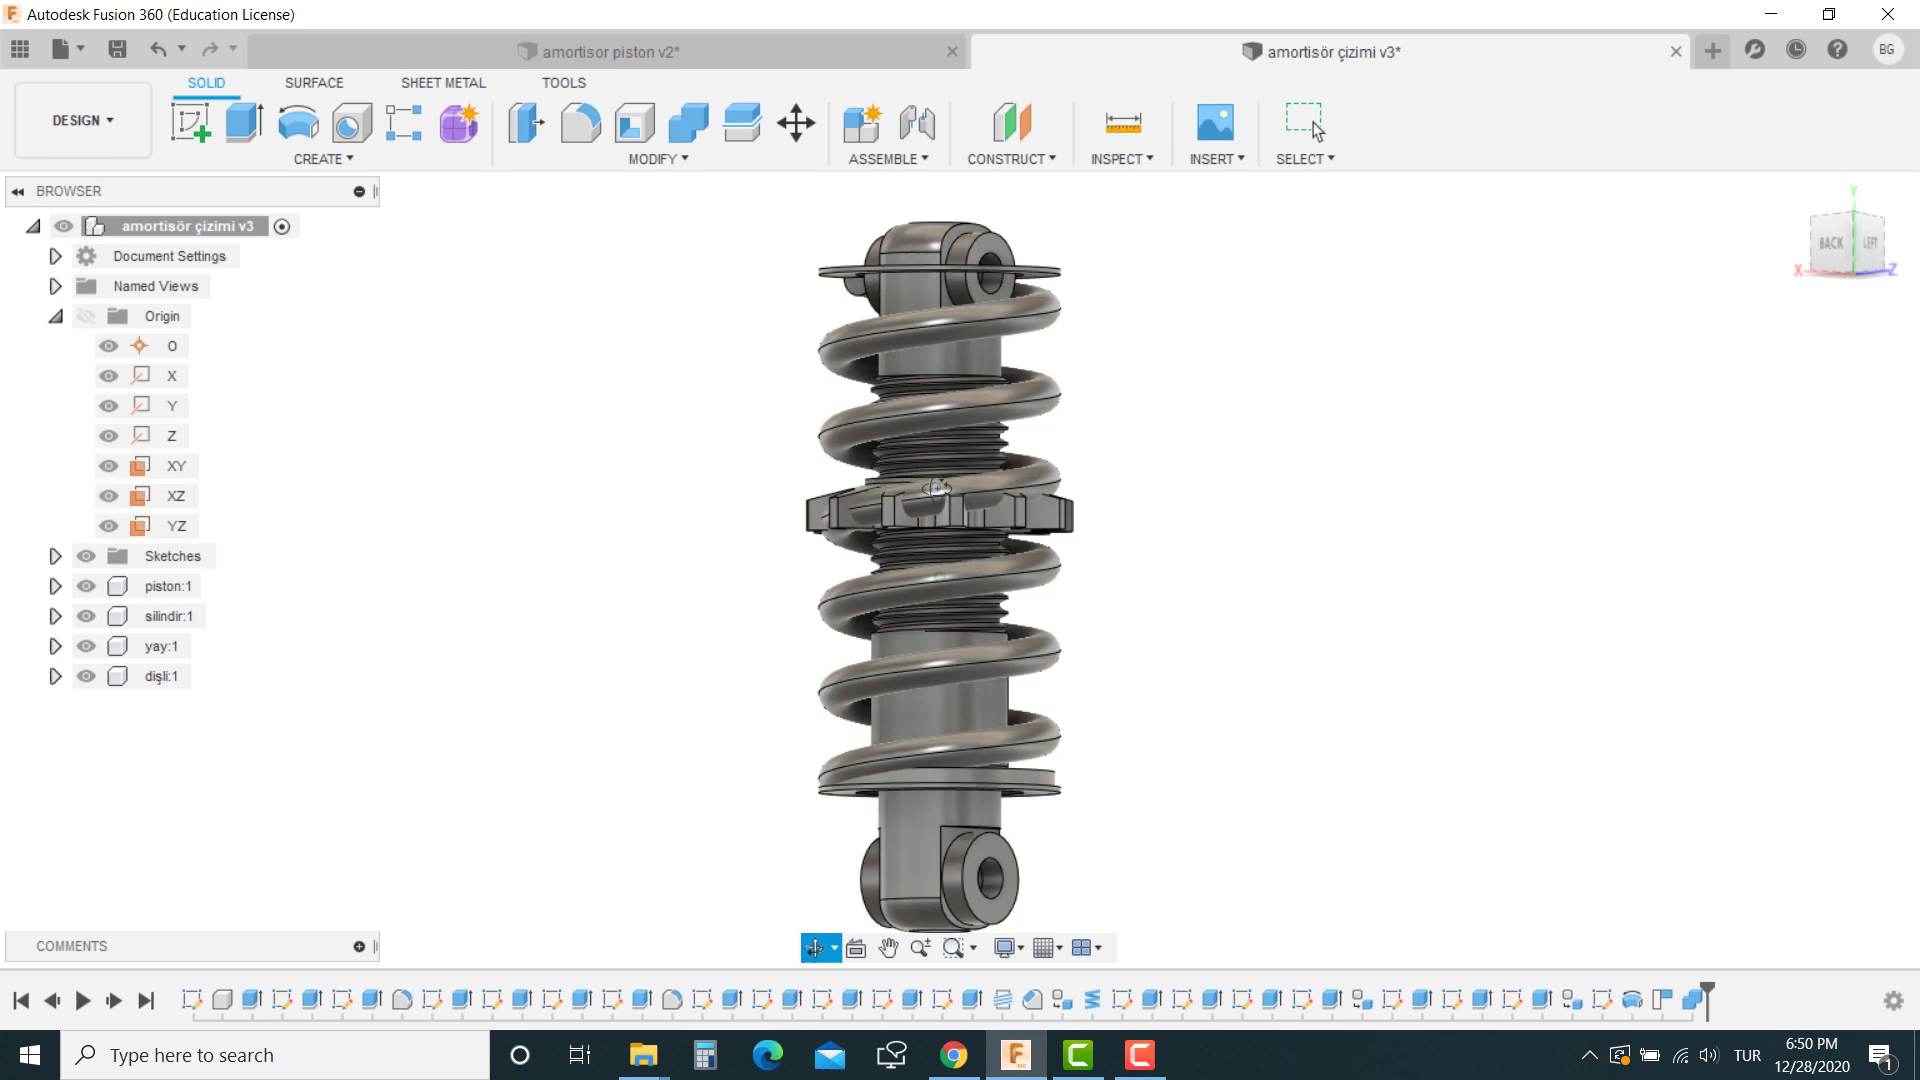 Autodesk Fusion 360 (Education License)
amortisor piston v2*
amortisör çizimi v3*
BG
SOLID
SURFACE
SHEET METAL
TOOLS
DESIGN
CREATE
MODIFY
ASSEMBLE
CONSTRUCT
INSPECT
INSERT
SELECT
BROWSER
amortisör çizimi v3
Document Settings
Named Views
Origin
O
X
Y
Z
XY
XZ
YZ
Sketches
piston:1
silindir:1
yay:1
dişli:1
Y
BACK
LEFT
X
Z
COMMENTS
Type here to search
TUR
6:50 PM
12/28/2020
1